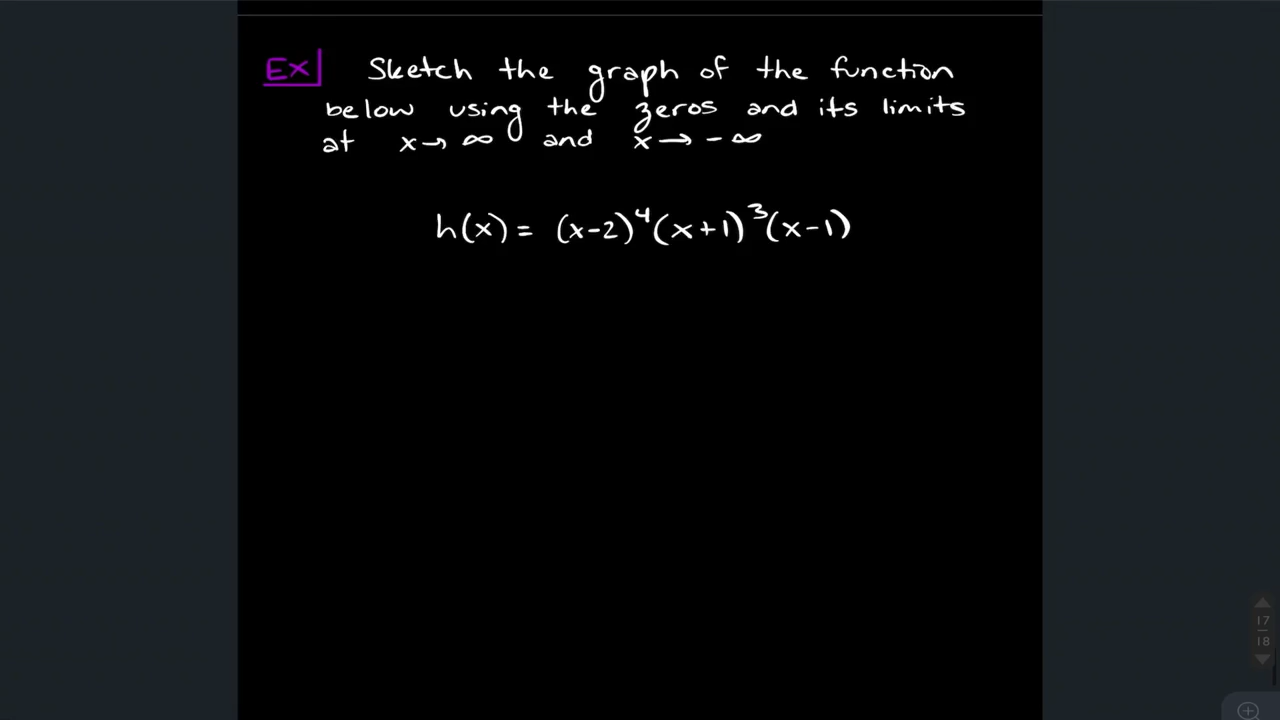 Ex Sketch the graph of the function
below using the zeros and its limits
at x→ ∞ and x→ -∞
h(x) = (x-2)⁴(x+1)³(x-1)
17
18